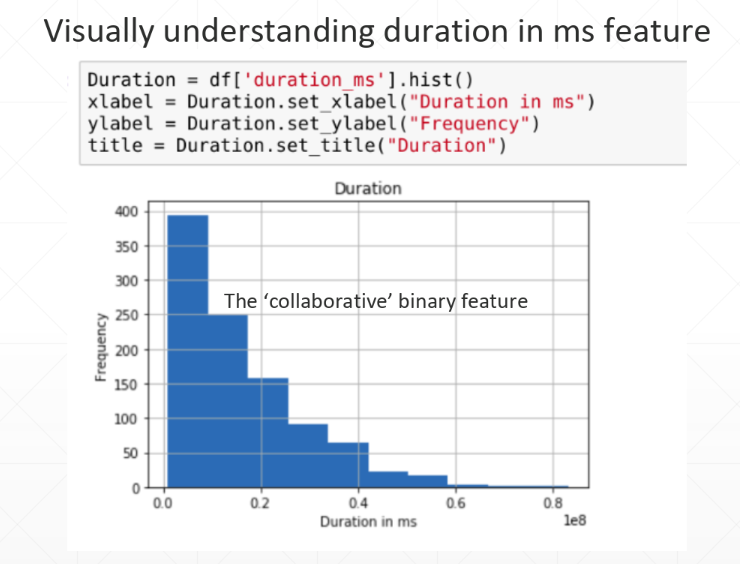 Visually understanding duration in ms feature
Duration = df['duration_ms'].hist()
xlabel = Duration.set_xlabel("Duration in ms")
ylabel = Duration.set_ylabel("Frequency")
title = Duration.set_title("Duration")
Duration
400
350
300
The ‘collaborative’ binary feature
250
200
150
100
50
0
Frequency
0.0 0.2 0.4 0.6 0.8
1e8
Duration in ms